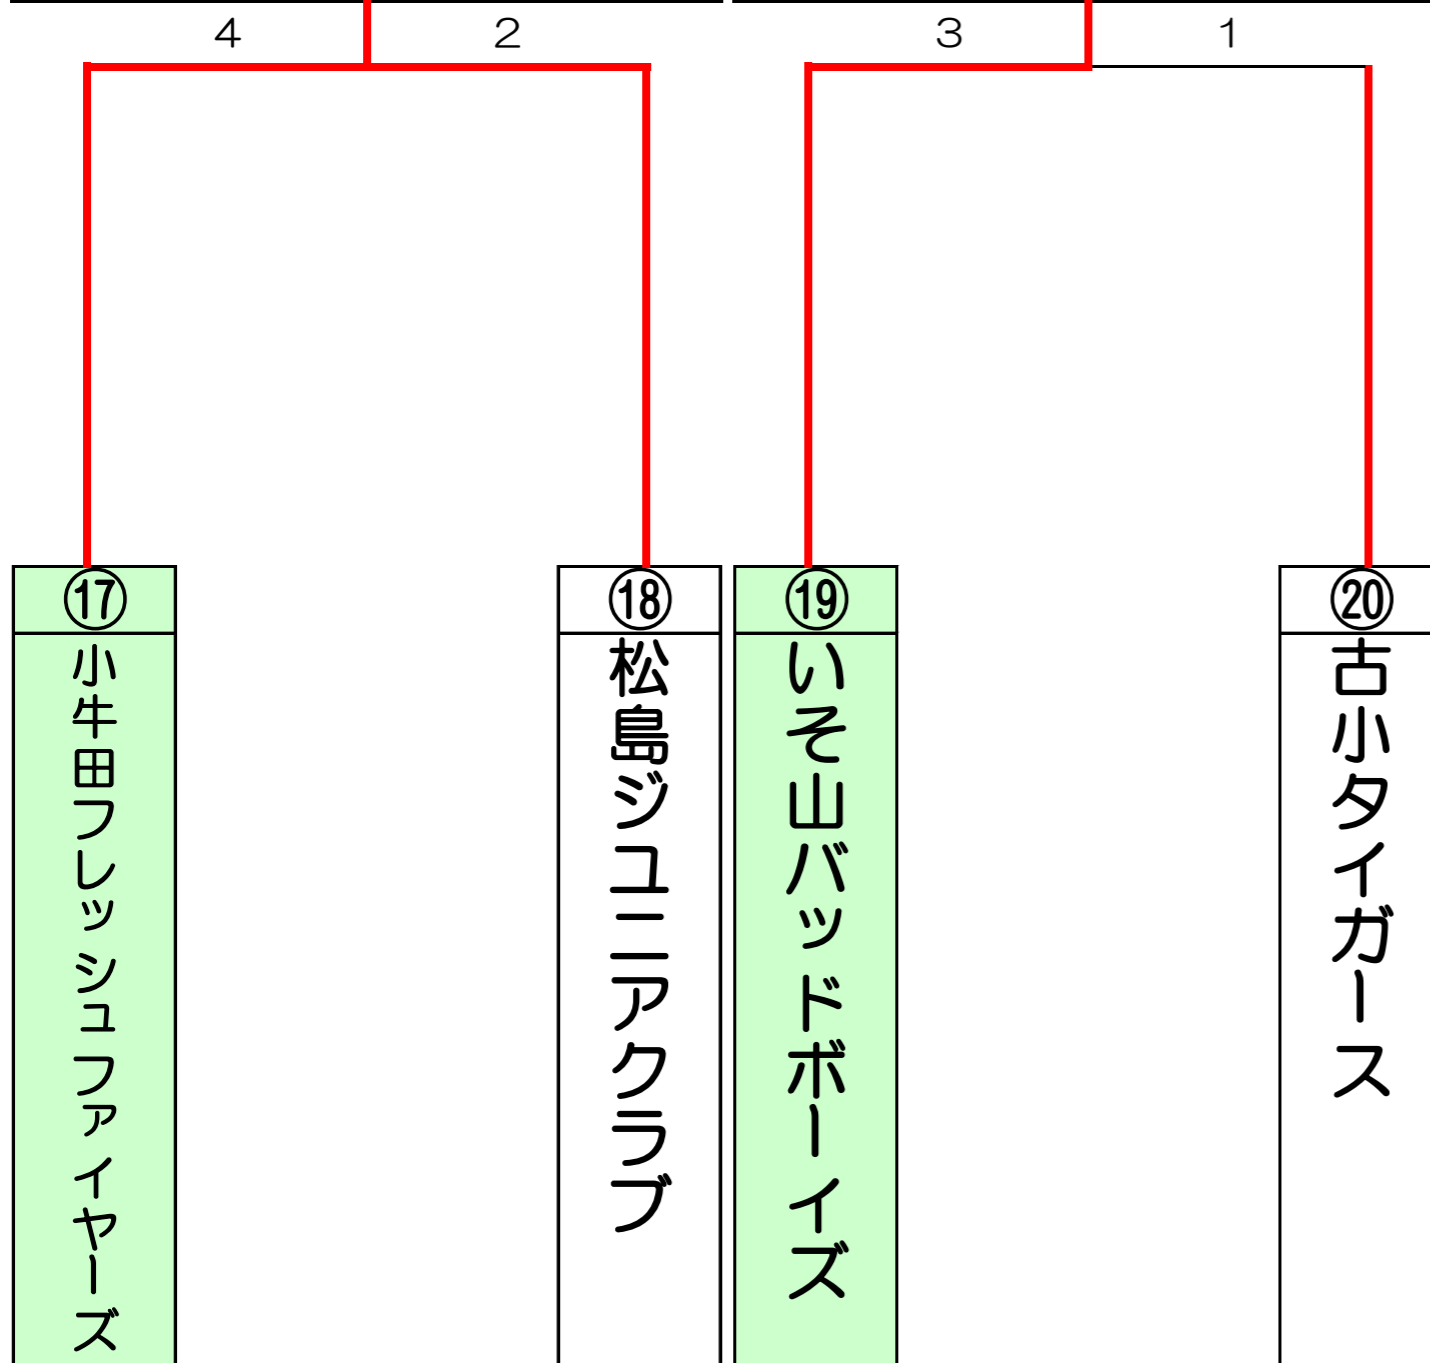 4 2 3 1
⑰
小牛田フレッシュファイヤーズ
⑱
松島ジュニアクラブ
⑲
いそ山バッドボーイズ
⑳
古小タイガース